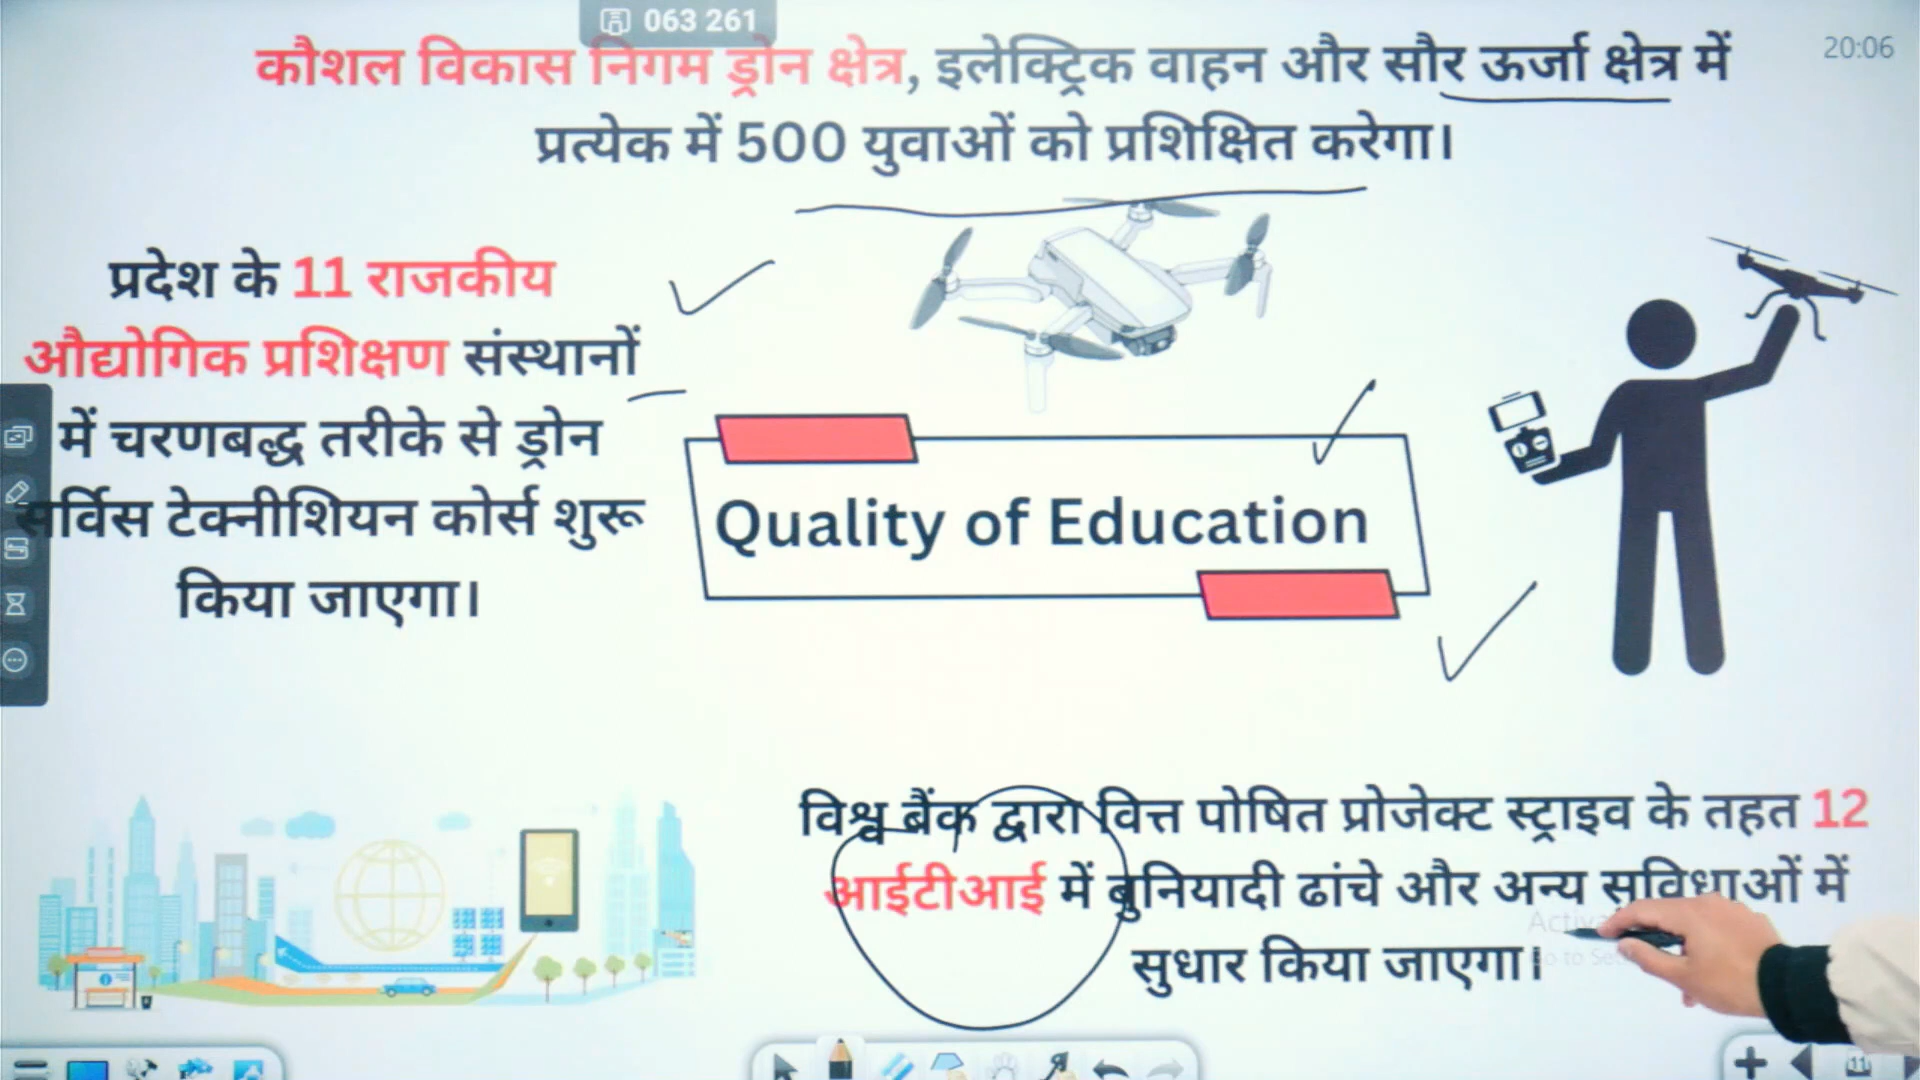 063 261
20:06
कौशल विकास निगम ड्रोन क्षेत्र, इलेक्ट्रिक वाहन और सौर ऊर्जा क्षेत्र में
प्रत्येक में 500 युवाओं को प्रशिक्षित करेगा।
प्रदेश के 11 राजकीय
औद्योगिक प्रशिक्षण संस्थानों
में चरणबद्ध तरीके से ड्रोन
सर्विस टेक्नीशियन कोर्स शुरू
किया जाएगा।
Quality of Education
विश्व बैंक द्वारा वित्त पोषित प्रोजेक्ट स्ट्राइव के तहत 12
आईटीआई में बुनियादी ढांचे और अन्य सुविधाओं में
सुधार किया जाएगा।
11